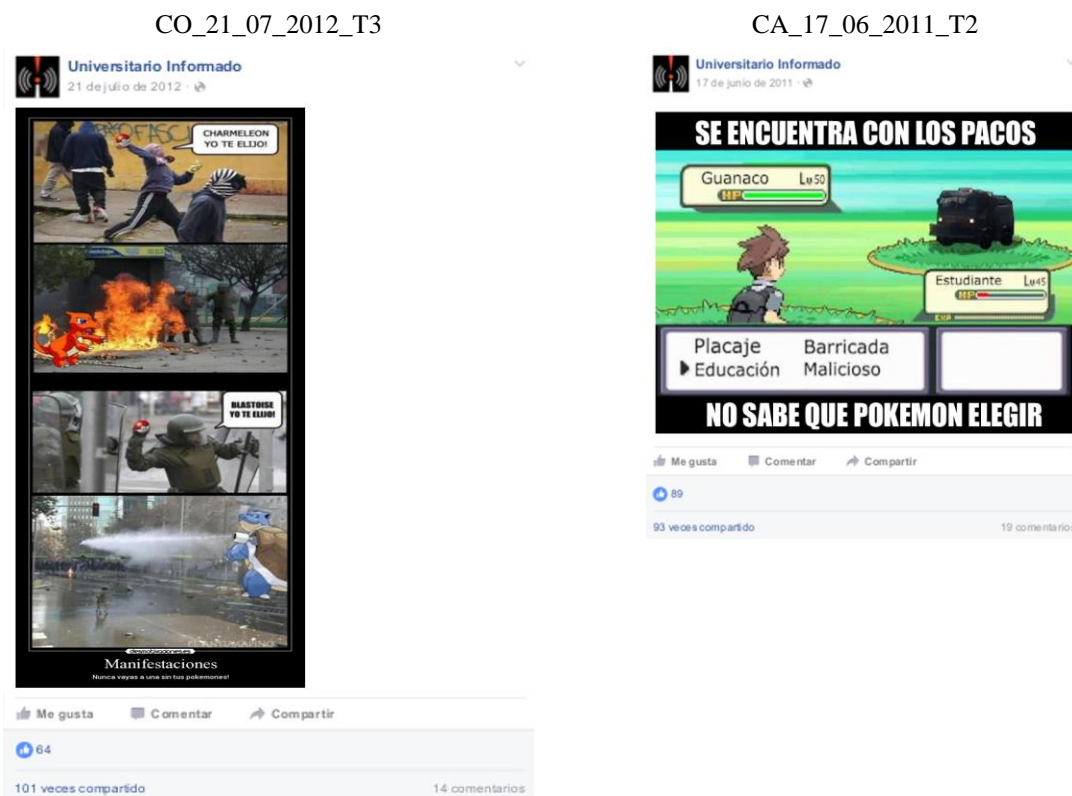 CO_21_07_2012_T3
Universitario Informado
21 de julio de 2012
CHARMELEON
YO TE ELIJO!
BLASTOISE
YO TE ELIJO!
desmotivaciones.es
Manifestaciones
Nunca vayas a una sin tus pokemones!
Me gusta Comentar Compartir
64
101 veces compartido 14 comentarios
CA_17_06_2011_T2
Universitario Informado
17 de junio de 2011
SE ENCUENTRA CON LOS PACOS
Guanaco Lv50
HP
Estudiante Lv45
HP
EXP
Placaje Barricada
Educación Malicioso
NO SABE QUE POKEMON ELEGIR
Me gusta Comentar Compartir
89
93 veces compartido 19 comentarios